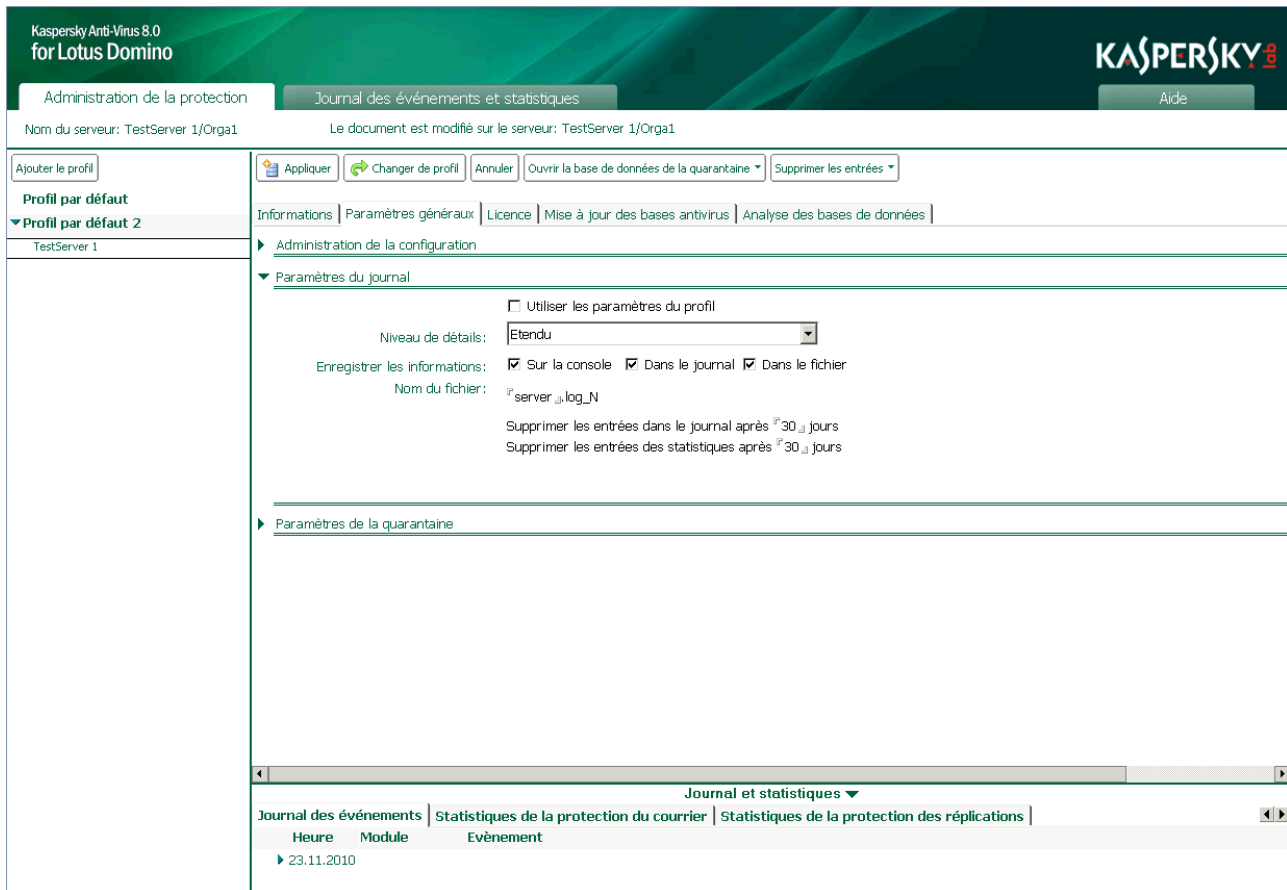 Kaspersky Anti-Virus 8.0
for Lotus Domino
KASPERSKY lab
Administration de la protection
Journal des événements et statistiques
Aide
Nom du serveur: TestServer 1/Orga1
Le document est modifié sur le serveur: TestServer 1/Orga1
Ajouter le profil
Appliquer
Changer de profil
Annuler
Ouvrir la base de données de la quarantaine
Supprimer les entrées
Profil par défaut
Profil par défaut 2
TestServer 1
Informations
Paramètres généraux
Licence
Mise à jour des bases antivirus
Analyse des bases de données
Administration de la configuration
Paramètres du journal
Utiliser les paramètres du profil
Niveau de détails: Etendu
Enregistrer les informations: Sur la console Dans le journal Dans le fichier
Nom du fichier: server .log_N
Supprimer les entrées dans le journal après 30 jours
Supprimer les entrées des statistiques après 30 jours
Paramètres de la quarantaine
Journal et statistiques
Journal des événements
Statistiques de la protection du courrier
Statistiques de la protection des réplications
Heure Module Evènement
23.11.2010